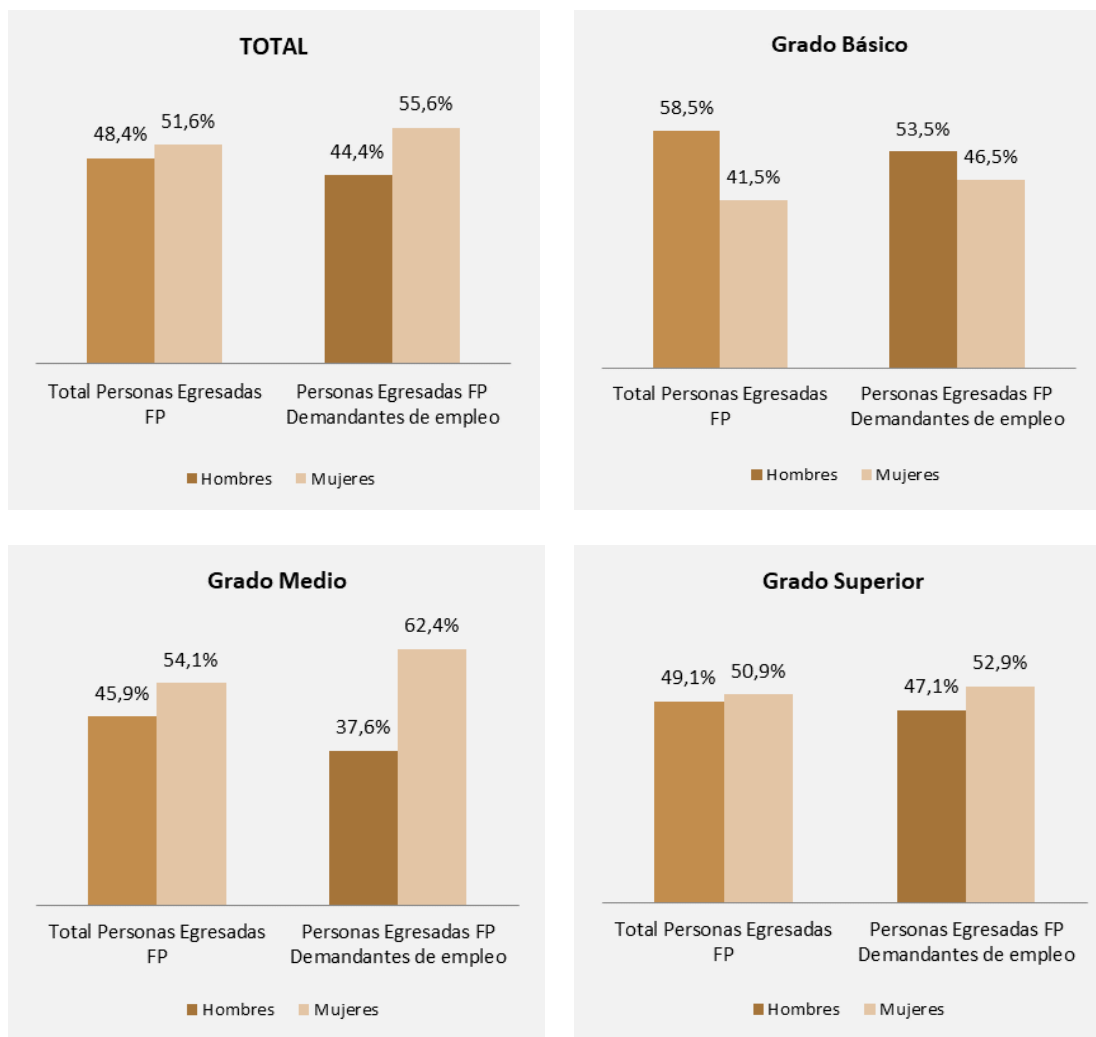 TOTAL
48,4%
51,6%
44,4%
55,6%
Total Personas Egresadas
FP
Personas Egresadas FP
Demandantes de empleo
Hombres
Mujeres
Grado Básico
58,5%
41,5%
53,5%
46,5%
Total Personas Egresadas
FP
Personas Egresadas FP
Demandantes de empleo
Hombres
Mujeres
Grado Medio
45,9%
54,1%
37,6%
62,4%
Total Personas Egresadas
FP
Personas Egresadas FP
Demandantes de empleo
Hombres
Mujeres
Grado Superior
49,1%
50,9%
47,1%
52,9%
Total Personas Egresadas
FP
Personas Egresadas FP
Demandantes de empleo
Hombres
Mujeres